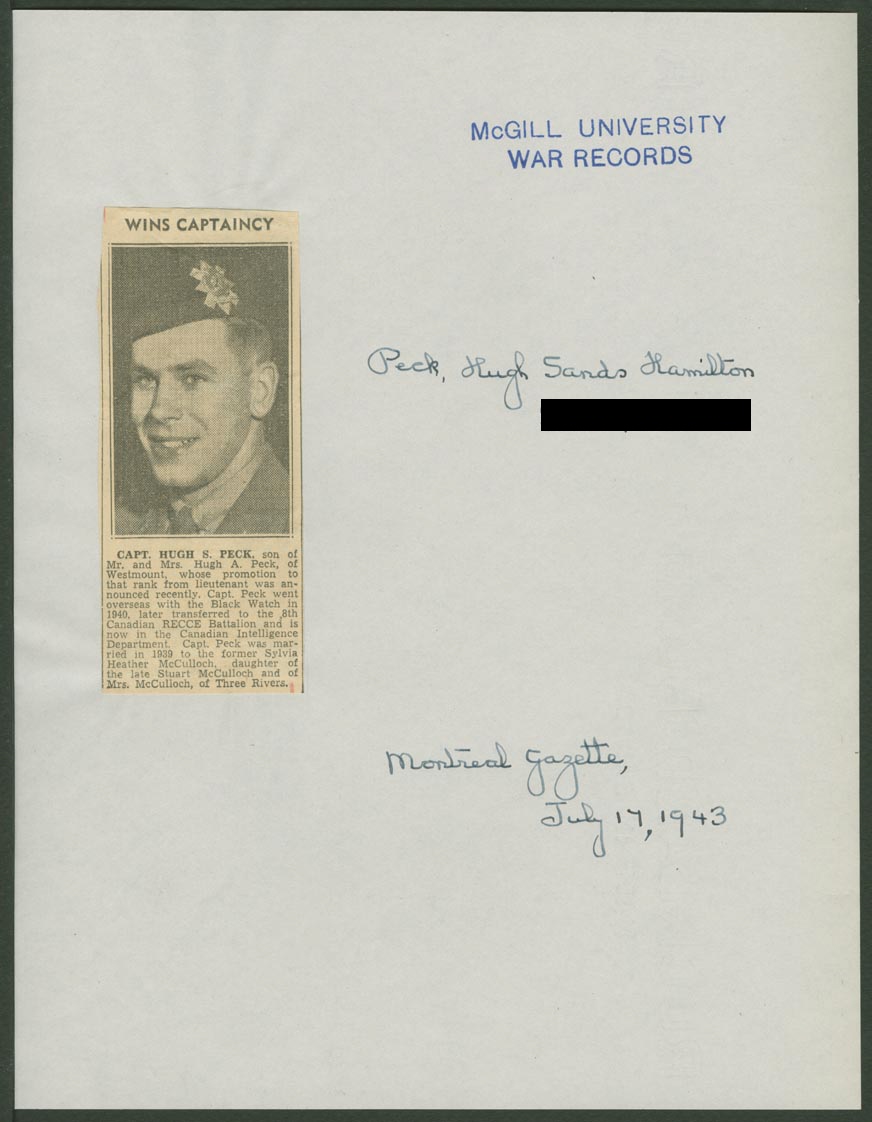 McGILL UNIVERSITY
WAR RECORDS
WINS CAPTAINCY
Peck, Hugh Sands Hamilton
CAPT. HUGH S. PECK, son of
Mr. and Mrs. Hugh A. Peck, of
Westmount, whose promotion to
that rank from lieutenant was an-
nounced recently. Capt. Peck went
overseas with the Black Watch in
1940, later transferred to the 8th
Canadian RECCE Battalion and is
now in the Canadian Intelligence
Department. Capt. Peck was mar-
ried in 1939 to the former Sylvia
Heather McCulloch, daughter of
the late Stuart McCulloch and of
Mrs. McCulloch, of Three Rivers.
Montreal Gazette,
July 17, 1943